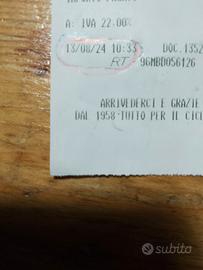 A: IVA 22.00%
13/08/24 10:33 DOC.1352
RT 96MBD056126
ARRIVEDERCI E GRAZIE
DAL 1958-TUTTO PER IL CICL
subito